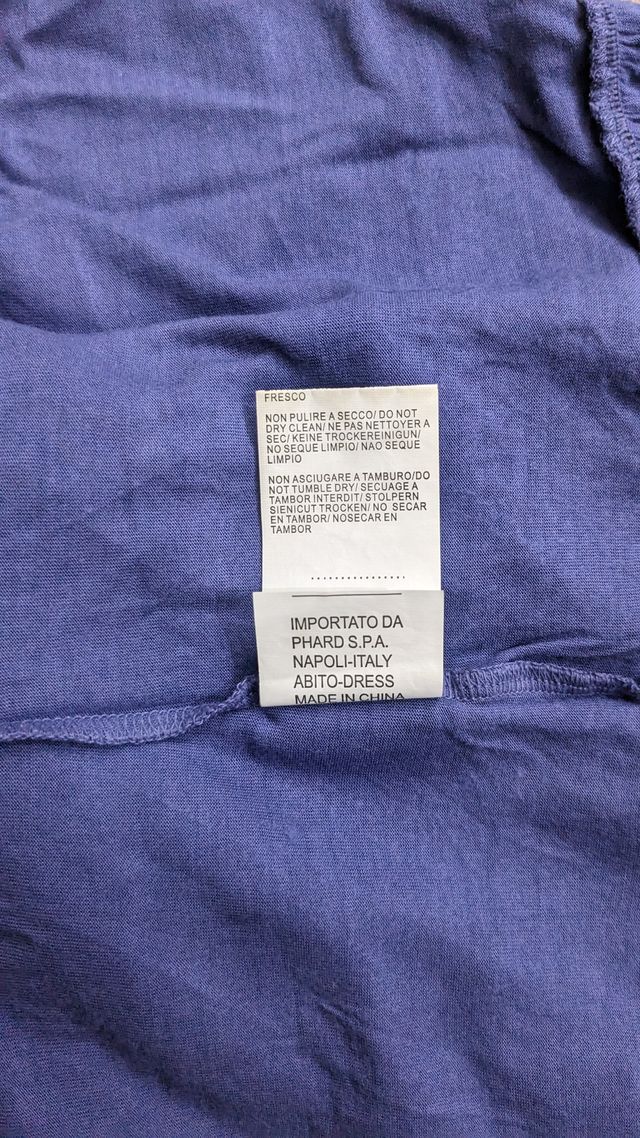 FRESCO
NON PULIRE A SECCO/ DO NOT
DRY CLEAN/ NE PAS NETTOYER A
SEC/ KEINE TROCKEREINIGUN/
NO SEQUE LIMPIO/ NAO SEQUE
LIMPIO
NON ASCIUGARE A TAMBURO/DO
NOT TUMBLE DRY/ SECUAGE A
TAMBOR INTERDIT/ STOLPERN
SIENICUT TROCKEN/ NO SECAR
EN TAMBOR/ NOSECAR EN
TAMBOR
IMPORTATO DA
PHARD S.P.A.
NAPOLI-ITALY
ABITO-DRESS
MADE IN CHINA